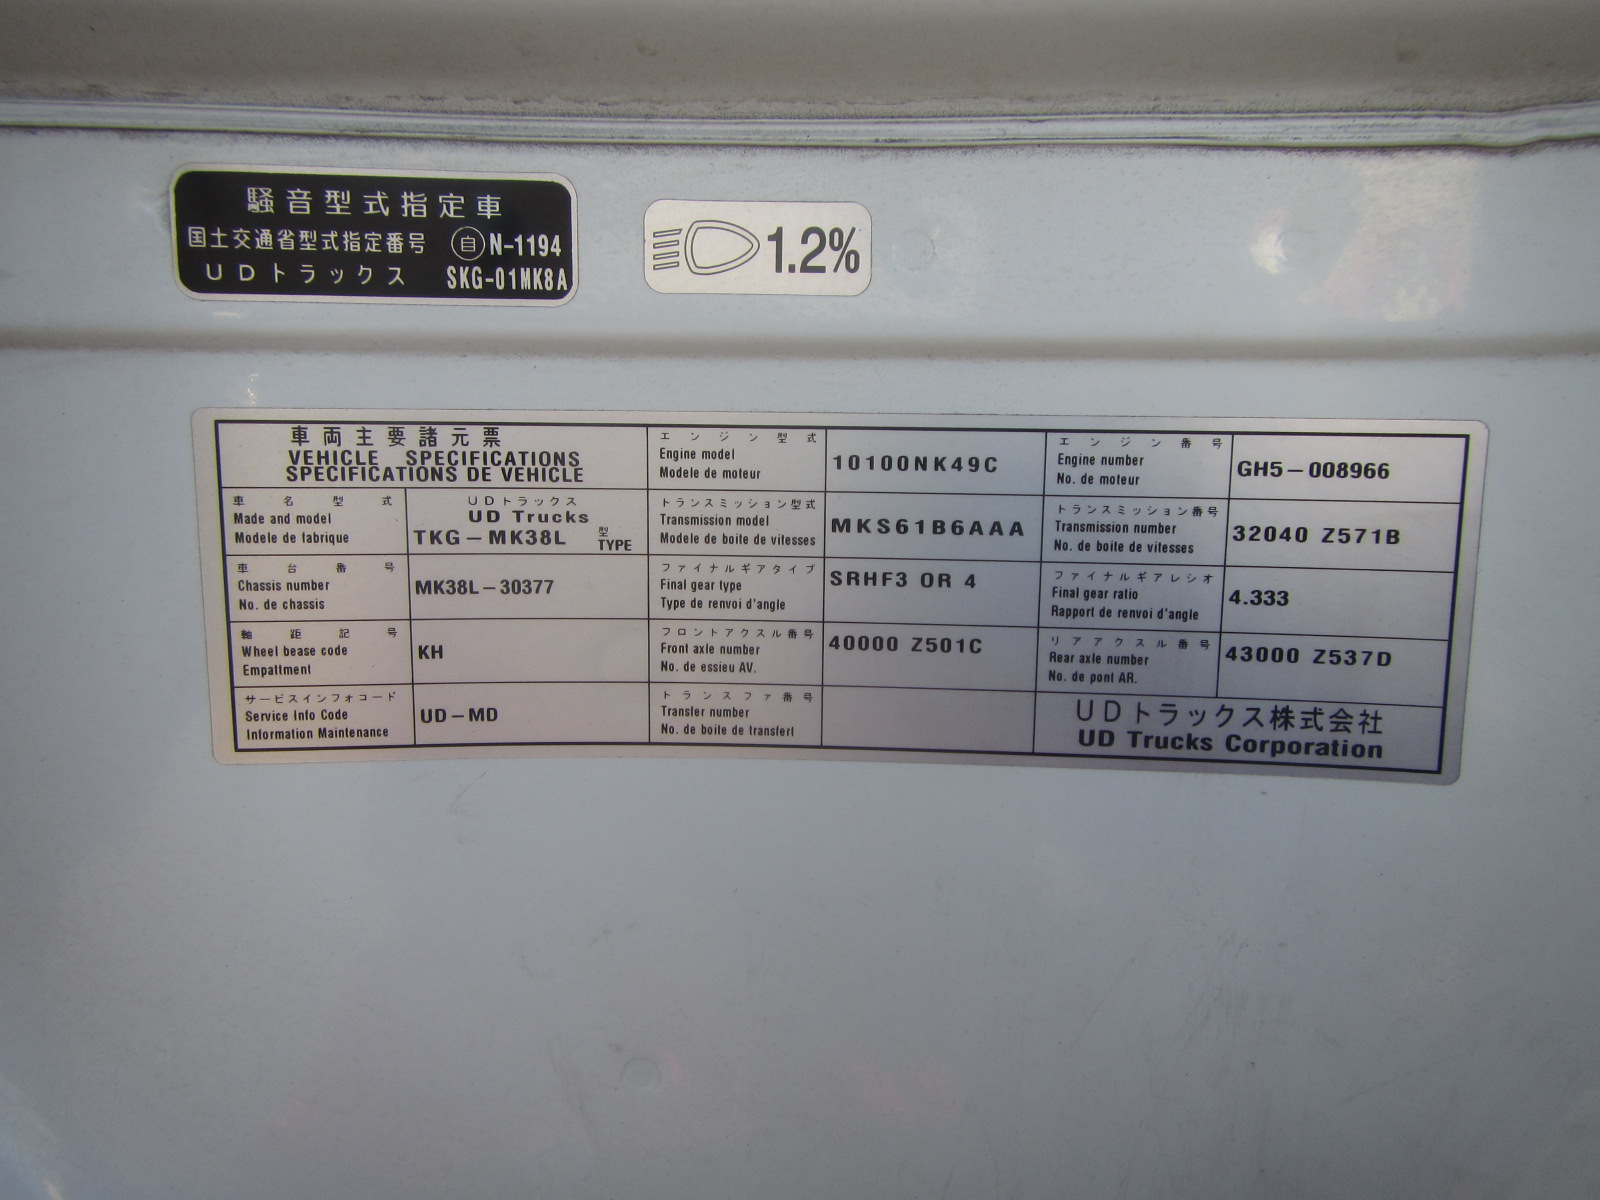 騒音型式指定車
国土交通省型式指定番号 自 N-1194
UDトラックス SKG-01MK8A
1.2%
車両主要諸元票
VEHICLE SPECIFICATIONS
SPECIFICATIONS DE VEHICLE
エンジン型式
Engine model
Modele de moteur
10100NK49C
エンジン番号
Engine number
No. de moteur
GH5-008966
車名型式
Made and model
Modele de fabrique
UDトラックス
UD Trucks
TKG-MK38L 型
TYPE
トランスミッション型式
Transmission model
Modele de boite de vitesses
MKS61B6AAA
トランスミッション番号
Transmission number
No. de boite de vitesses
32040 Z571B
車台番号
Chassis number
No. de chassis
MK38L-30377
ファイナルギアタイプ
Final gear type
Type de renvoi d'angle
SRHF3 OR 4
ファイナルギアレシオ
Final gear ratio
Rapport de renvoi d'angle
4.333
軸距記号
Wheel bease code
Empattment
KH
フロントアクスル番号
Front axle number
No. de essieu AV.
40000 Z501C
リアアクスル番号
Rear axle number
No. de pont AR.
43000 Z537D
サービスインフォコード
Service Info Code
Information Maintenance
UD-MD
トランスファ番号
Transfer number
No. de boite de transfert
UDトラックス株式会社
UD Trucks Corporation